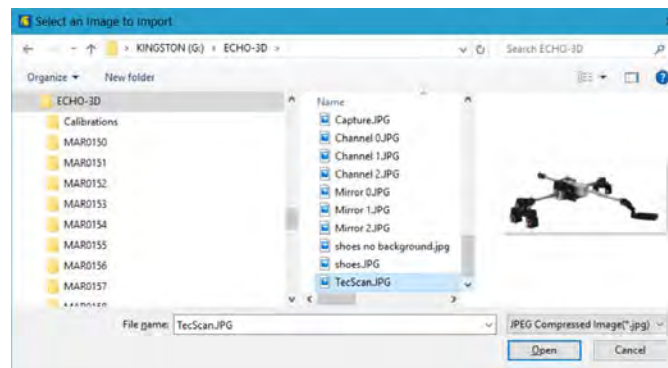 Select an Image to Import
KINGSTON (G:) › ECHO-3D ›
Search ECHO-3D
Organize
New folder
ECHO-3D
Calibrations
MAR0150
MAR0151
MAR0152
MAR0153
MAR0154
MAR0155
MAR0156
MAR0157
Name
Capture.JPG
Channel 0.JPG
Channel 1.JPG
Channel 2.JPG
Mirror 0.JPG
Mirror 1.JPG
Mirror 2.JPG
shoes no background.jpg
shoes.JPG
TecScan.JPG
File name: TecScan.JPG
JPEG Compressed Image(*.jpg)
Open
Cancel